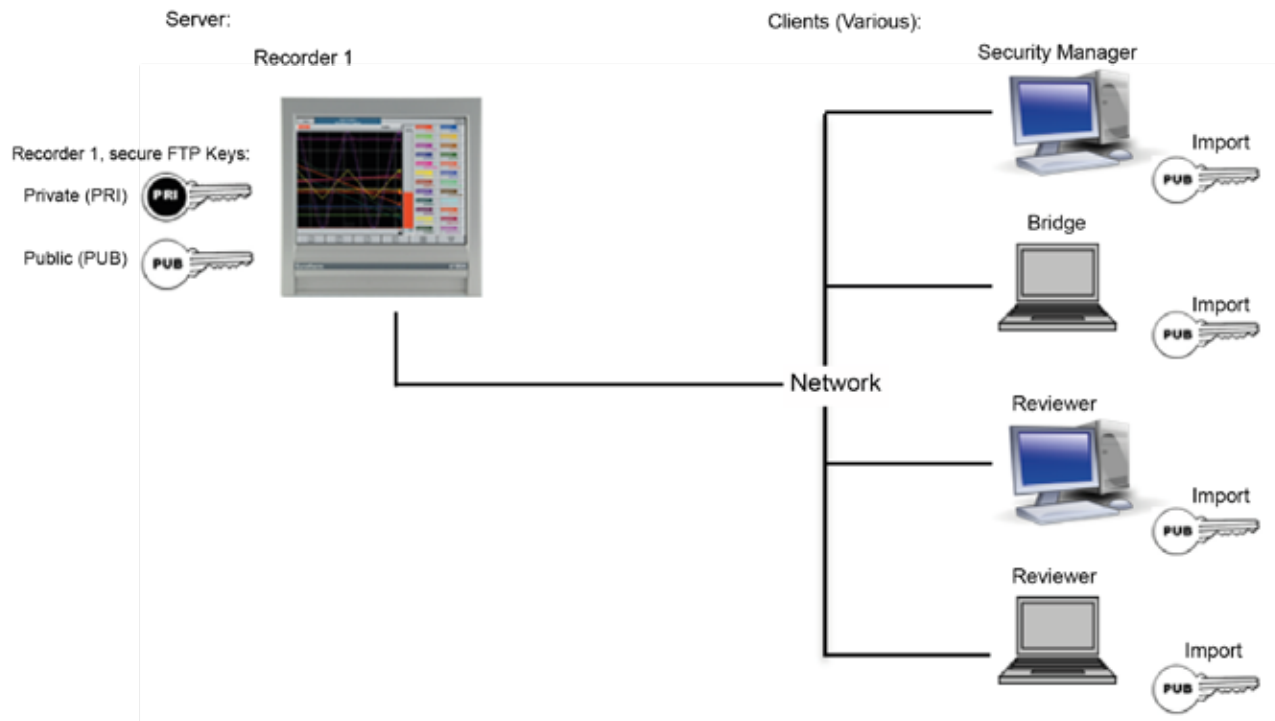 Server:
Clients (Various):
Recorder 1
Security Manager
Recorder 1, secure FTP Keys:
Private (PRI)
PRI
Public (PUB)
PUB
Import
PUB
Bridge
Import
PUB
Network
Reviewer
Import
PUB
Reviewer
Import
PUB